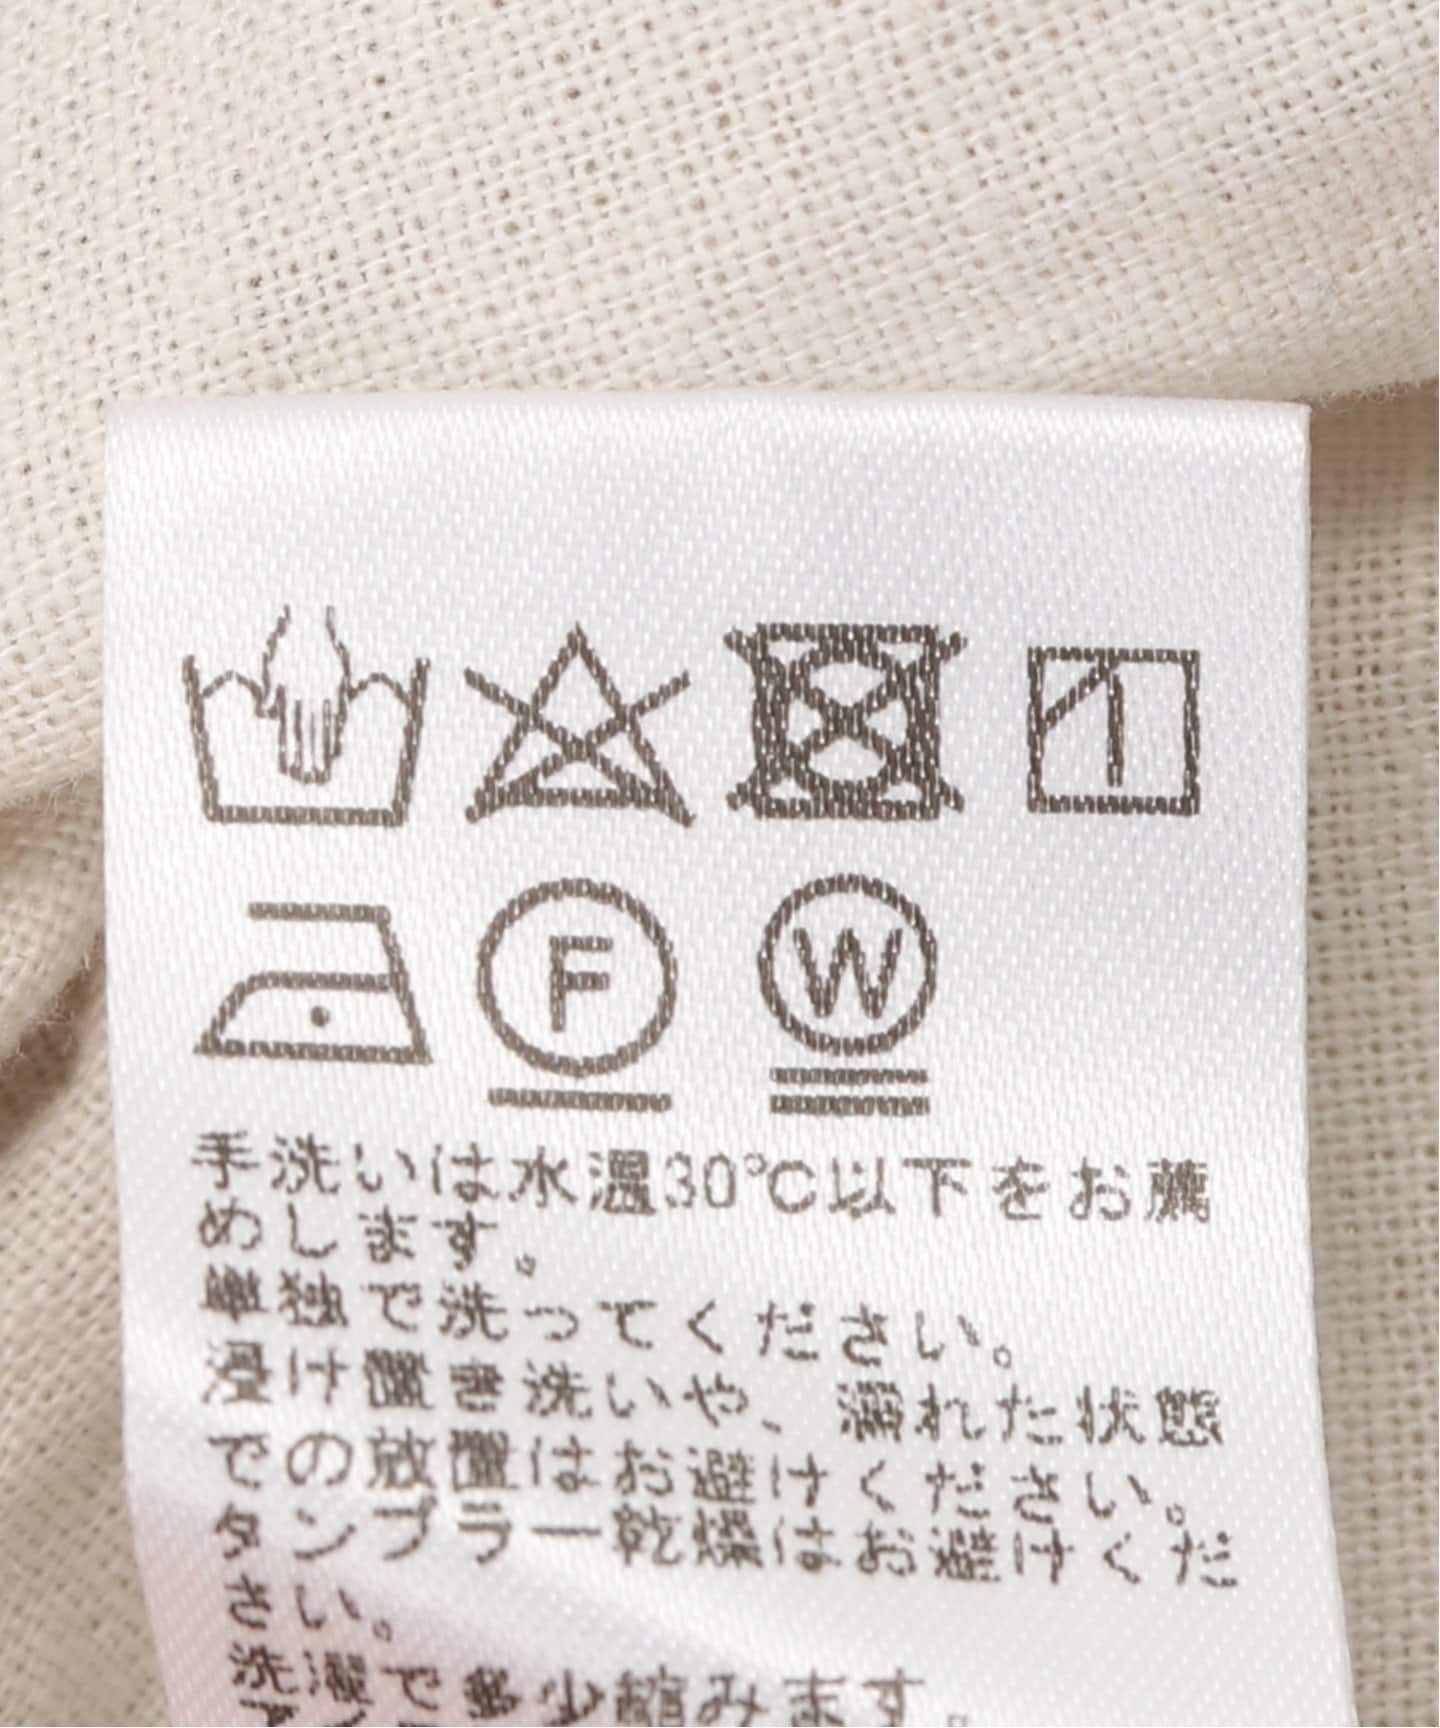 F W
手洗いは水温30℃以下をお薦
めします。
単独で洗ってください。
浸け置き洗いや、濡れた状態
での放置はお避けください。
タンブラー乾燥はお避けくだ
さい。
洗濯で多少縮みます。